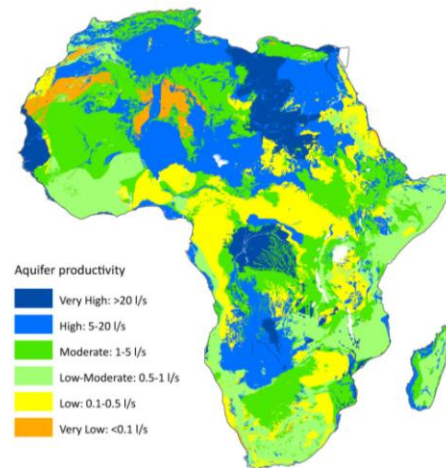 Aquifer productivity
Very High: >20 l/s
High: 5-20 l/s
Moderate: 1-5 l/s
Low-Moderate: 0.5-1 l/s
Low: 0.1-0.5 l/s
Very Low: <0.1 l/s